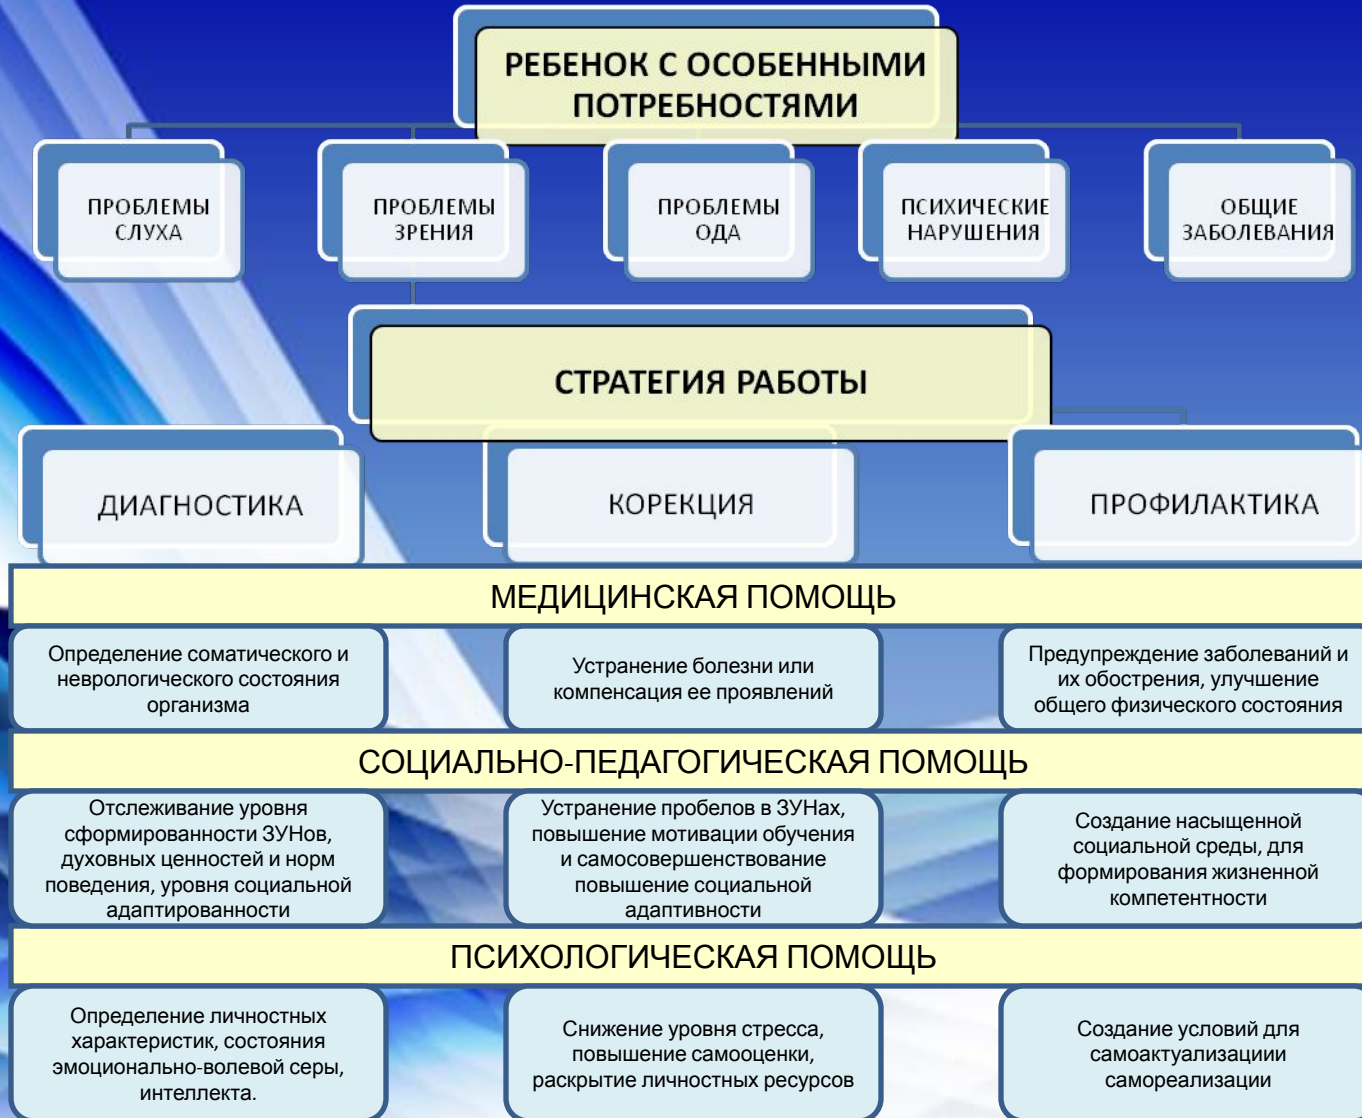 РЕБЕНОК С ОСОБЕННЫМИ
ПОТРЕБНОСТЯМИ
ПРОБЛЕМЫ
СЛУХА
ПРОБЛЕМЫ
ЗРЕНИЯ
ПРОБЛЕМЫ
ОДА
ПСИХИЧЕСКИЕ
НАРУШЕНИЯ
ОБЩИЕ
ЗАБОЛЕВАНИЯ
СТРАТЕГИЯ РАБОТЫ
ДИАГНОСТИКА
КОРЕКЦИЯ
ПРОФИЛАКТИКА
МЕДИЦИНСКАЯ ПОМОЩЬ
Определение соматического и
неврологического состояния
организма
Устранение болезни или
компенсация ее проявлений
Предупреждение заболеваний и
их обострения, улучшение
общего физического состояния
СОЦИАЛЬНО-ПЕДАГОГИЧЕСКАЯ ПОМОЩЬ
Отслеживание уровня
сформированности ЗУНов,
духовных ценностей и норм
поведения, уровня социальной
адаптированности
Устранение пробелов в ЗУНах,
повышение мотивации обучения
и самосовершенствование
повышение социальной
адаптивности
Создание насыщенной
социальной среды, для
формирования жизненной
компетентности
ПСИХОЛОГИЧЕСКАЯ ПОМОЩЬ
Определение личностных
характеристик, состояния
эмоционально-волевой серы,
интеллекта.
Снижение уровня стресса,
повышение самооценки,
раскрытие личностных ресурсов
Создание условий для
самоактуализациии
самореализации